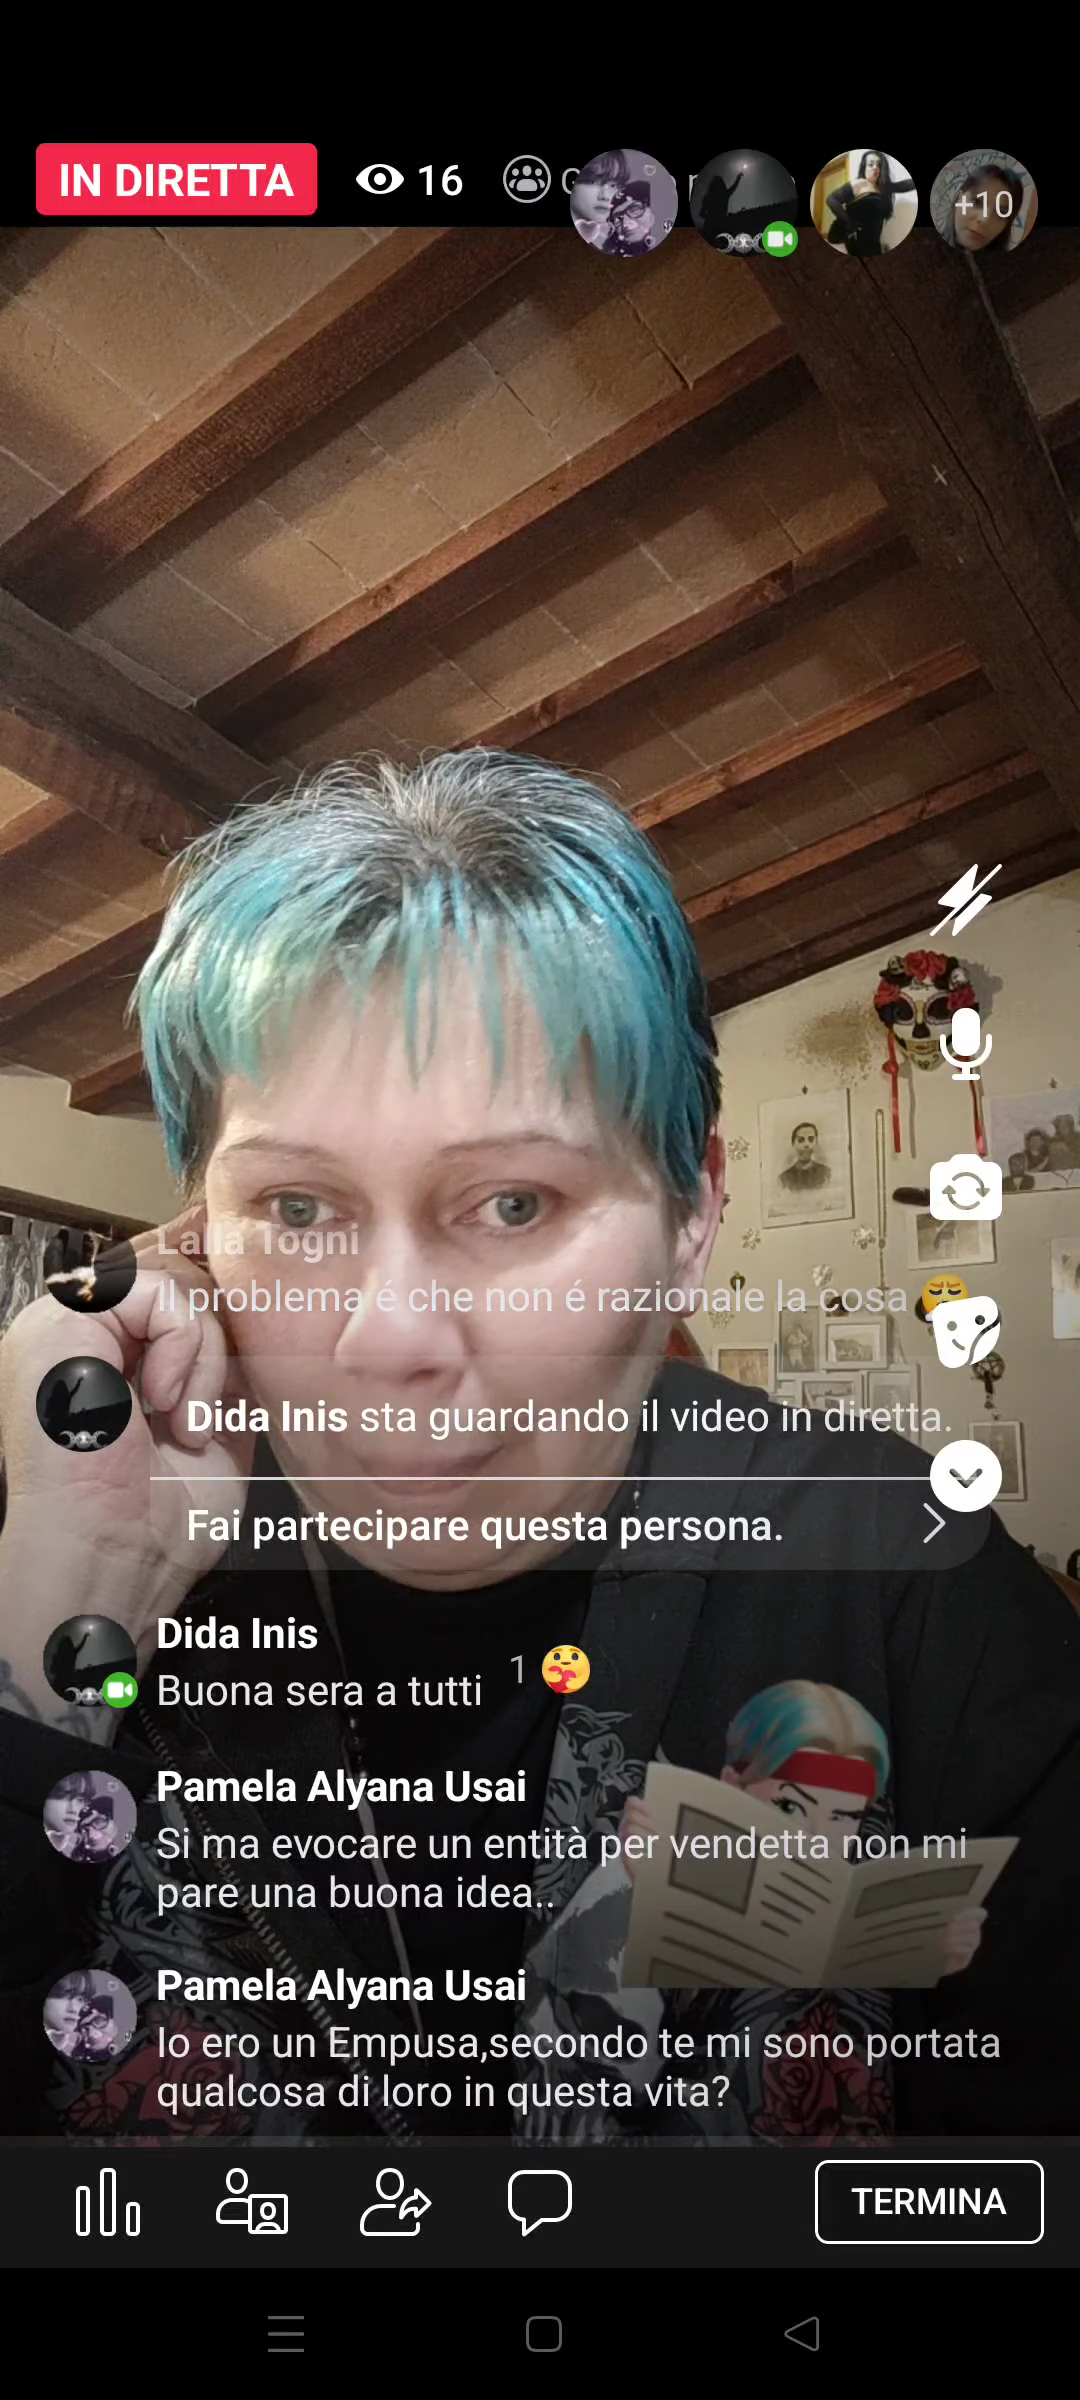 IN DIRETTA
16
+10
Lalla Togni
Il problema é che non é razionale la cosa
Dida Inis sta guardando il video in diretta.
Fai partecipare questa persona.
Dida Inis
Buona sera a tutti
1
Pamela Alyana Usai
Si ma evocare un entità per vendetta non mi
pare una buona idea..
Pamela Alyana Usai
Io ero un Empusa,secondo te mi sono portata
qualcosa di loro in questa vita?
TERMINA